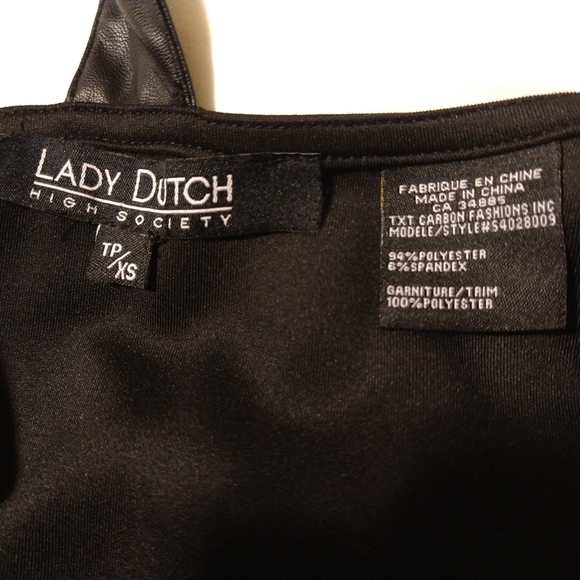 LADY DUTCH
HIGH SOCIETY
TP/XS
FABRIQUE EN CHINE
MADE IN CHINA
CA 34885
TXT CARBON FASHIONS INC
MODELE/STYLE#S4028009
94%POLYESTER
6%SPANDEX
GARNITURE/TRIM
100%POLYESTER